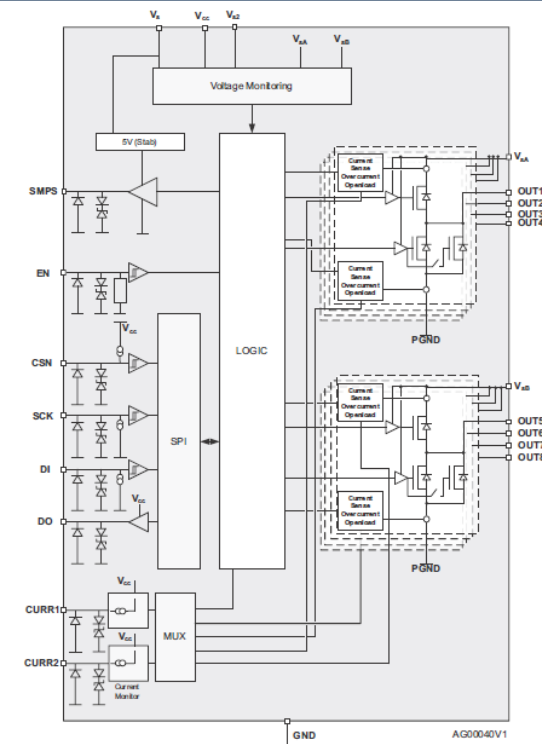 Vs Vcc Vs2
VsA VsB
Voltage Monitoring
5V (Stab)
SMPS
EN
Vcc
CSN
SCK
DI
Vcc
DO
SPI
LOGIC
Current
Sense
Overcurrent
Openload
VsA
OUT1
OUT2
OUT3
OUT4
Current
Sense
Overcurrent
Openload
PGND
Current
Sense
Overcurrent
Openload
VsB
OUT5
OUT6
OUT7
OUT8
Current
Sense
Overcurrent
Openload
PGND
Vcc
CURR1
MUX
Vcc
CURR2
Current
Monitor
GND
AG00040V1